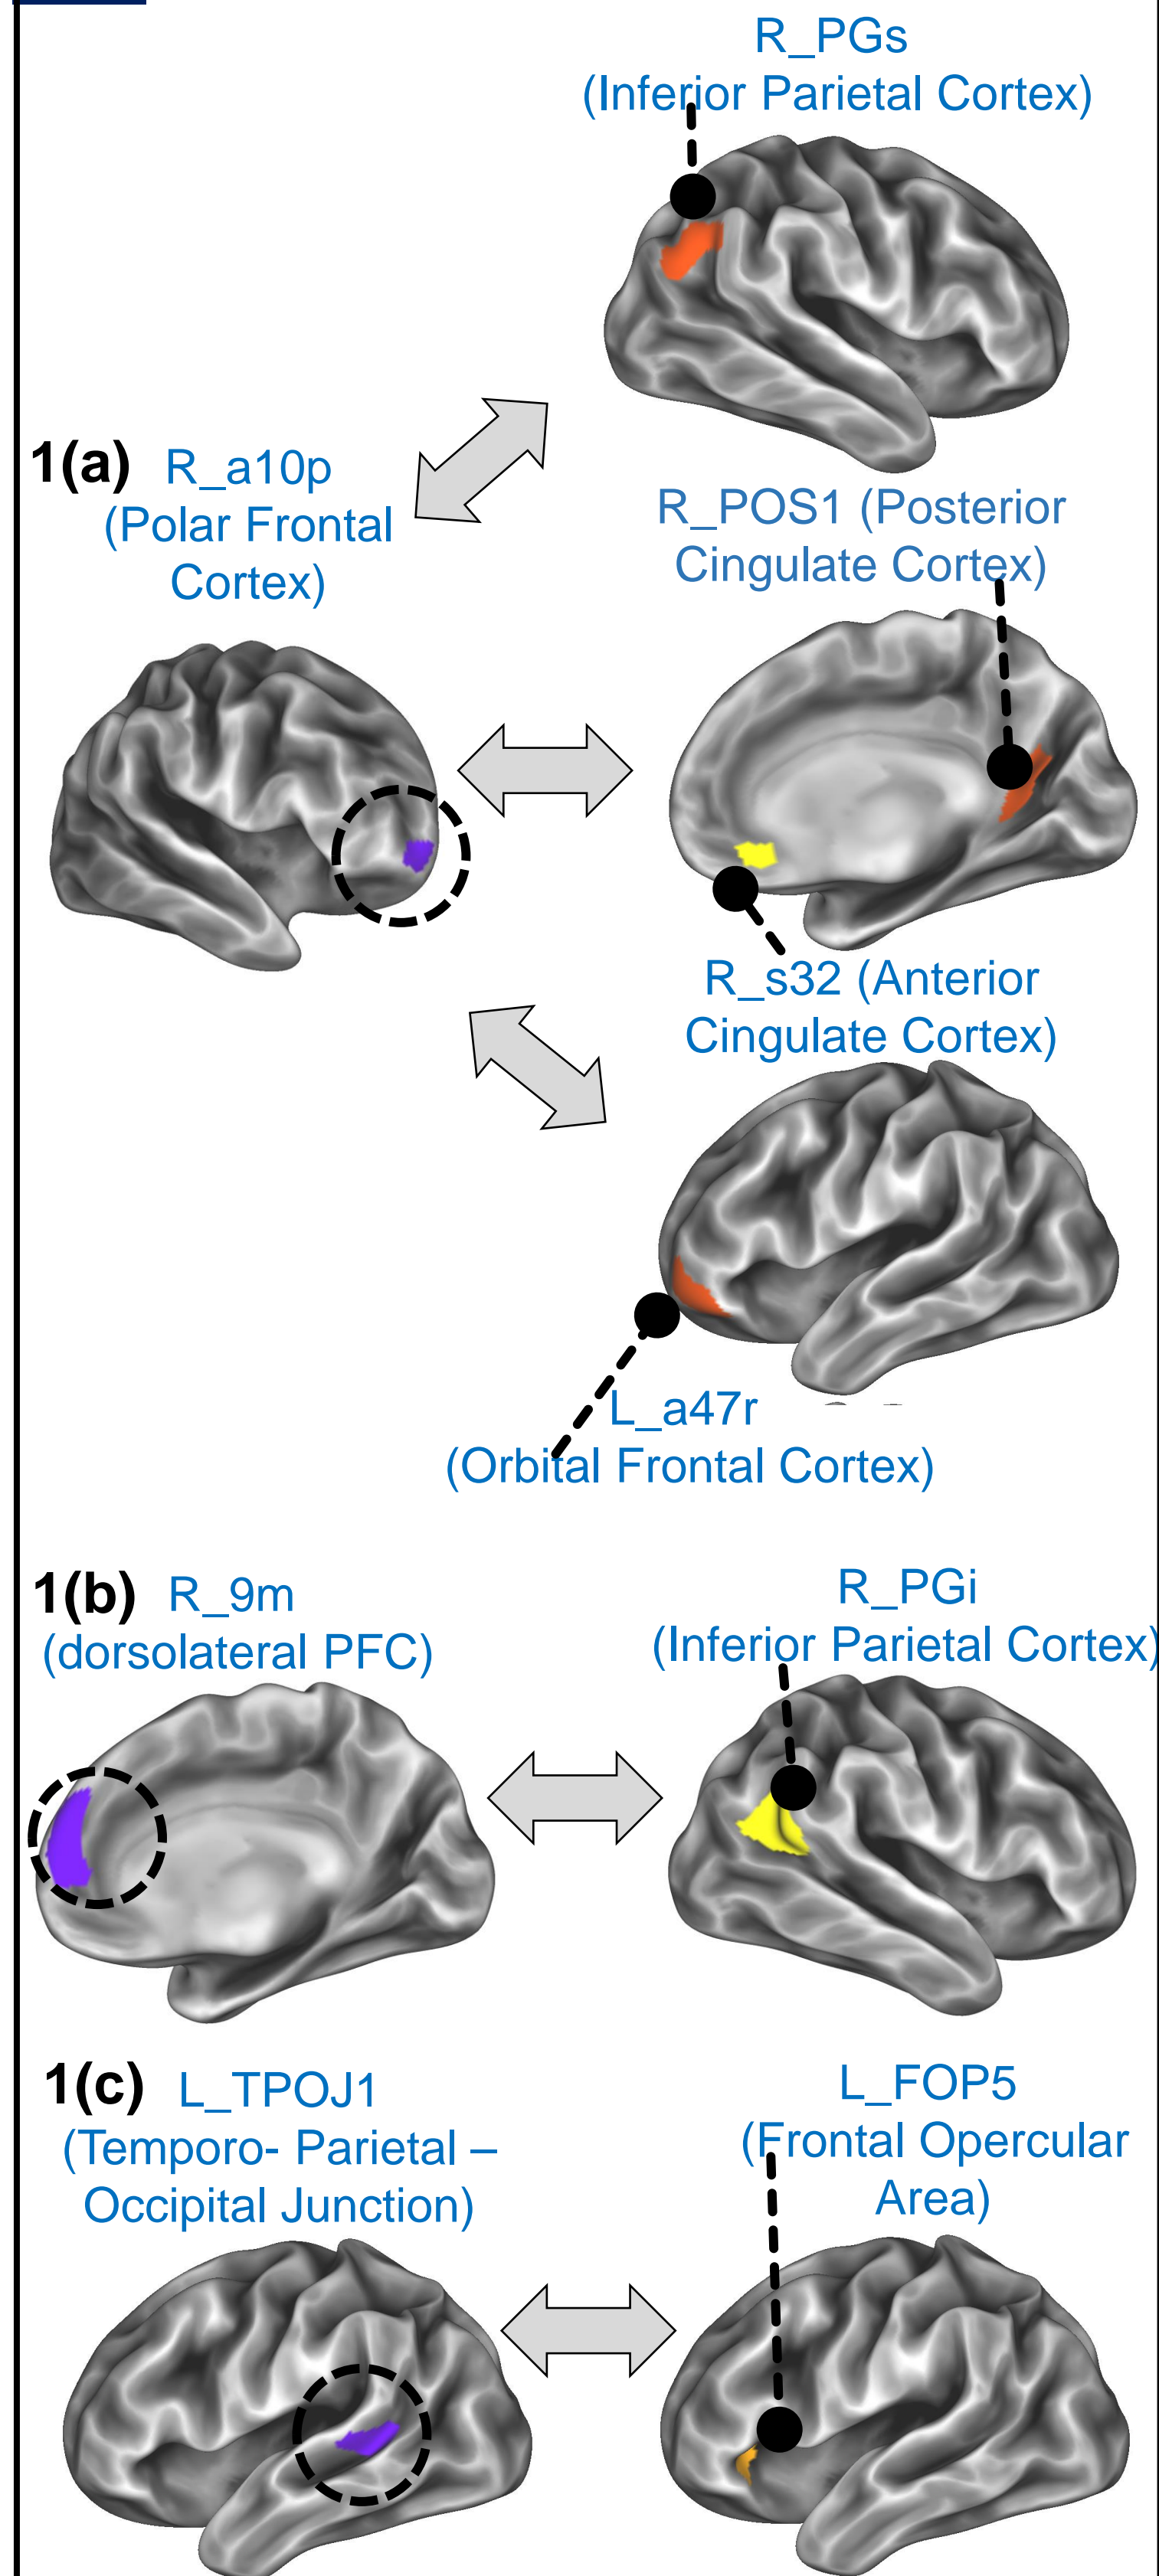 R_PGs
(Inferior Parietal Cortex)
1(a) R_a10p
(Polar Frontal
Cortex)
R_POS1 (Posterior
Cingulate Cortex)
R_s32 (Anterior
Cingulate Cortex)
L_a47r
(Orbital Frontal Cortex)
1(b) R_9m
(dorsolateral PFC)
R_PGi
(Inferior Parietal Cortex)
1(c) L_TPOJ1
(Temporo- Parietal –
Occipital Junction)
L_FOP5
(Frontal Opercular
Area)